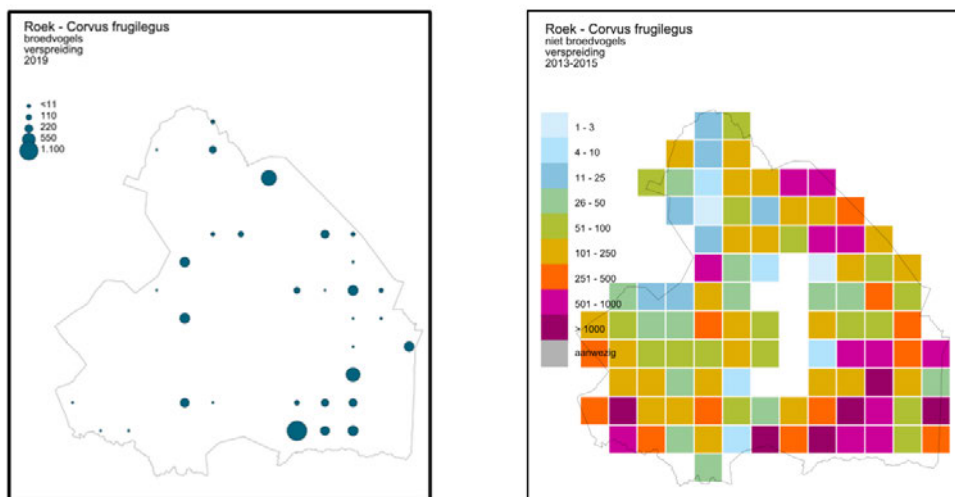 Roek - Corvus frugilegus
broedvogels
verspreiding
2019
<11
110
220
550
1.100
Roek - Corvus frugilegus
niet broedvogels
verspreiding
2013-2015
1 - 3
4 - 10
11 - 25
26 - 50
51 - 100
101 - 250
251 - 500
501 - 1000
> 1000
aanwezig